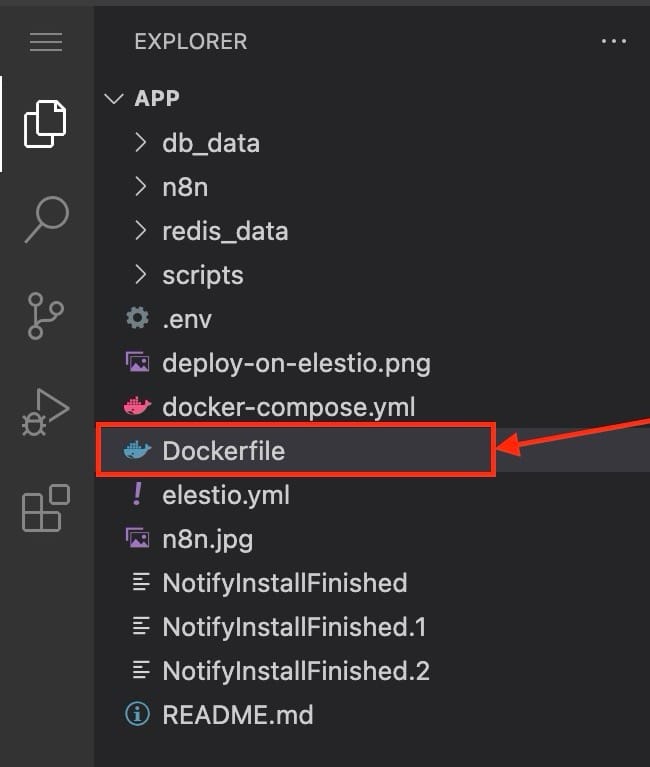 EXPLORER
APP
db_data
n8n
redis_data
scripts
.env
deploy-on-elestio.png
docker-compose.yml
Dockerfile
elestio.yml
n8n.jpg
NotifyInstallFinished
NotifyInstallFinished.1
NotifyInstallFinished.2
README.md